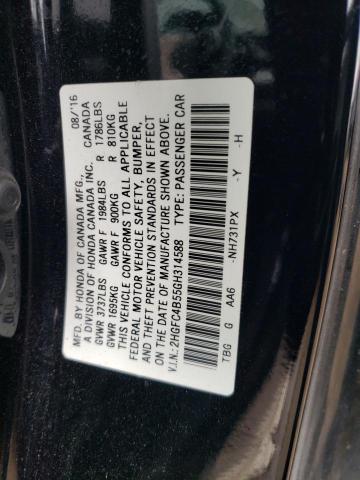 MFD. BY HONDA OF CANADA MFG., 08/'16
A DIVISION OF HONDA CANADA INC. CANADA
GVWR 3737LBS GAWR F 1984LBS R 1786LBS
GVWR 1695KG GAWR F 900KG R 810KG
THIS VEHICLE CONFORMS TO ALL APPLICABLE
FEDERAL MOTOR VEHICLE SAFETY, BUMPER,
AND THEFT PREVENTION STANDARDS IN EFFECT
ON THE DATE OF MANUFACTURE SHOWN ABOVE.
V.I.N.: 2HGFC4B55GH314588 TYPE: PASSENGER CAR
TBG G AA6 -NH731PX -Y -H